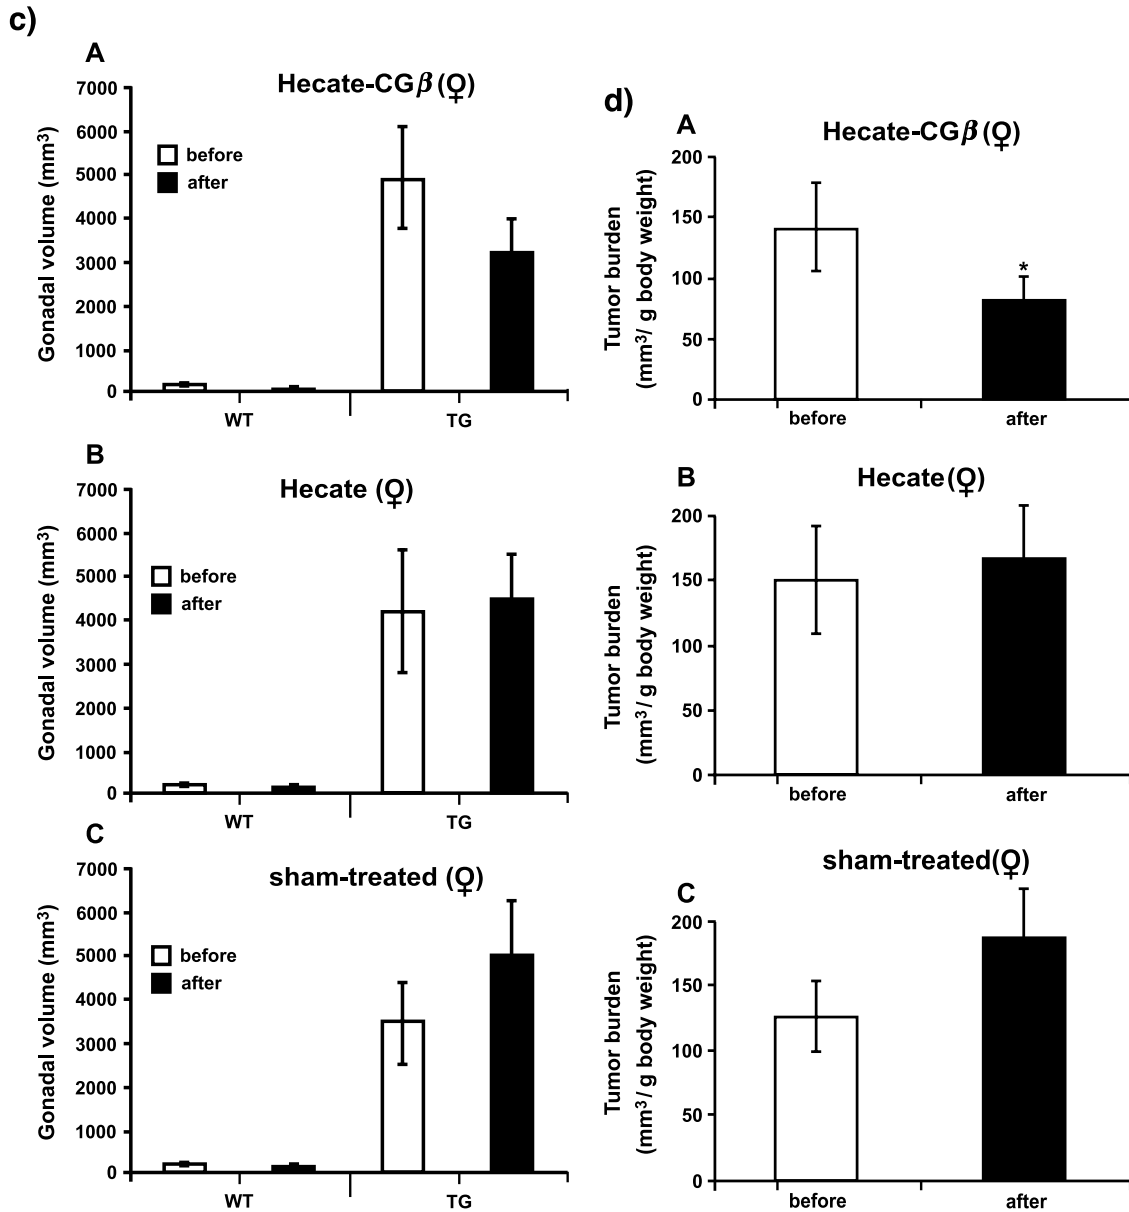 c)
A
Hecate-CGβ(♀)
7000
6000
5000
4000
3000
2000
1000
0
Gonadal volume (mm³)
before
after
WT
TG
B
Hecate (♀)
7000
6000
5000
4000
3000
2000
1000
0
Gonadal volume (mm³)
before
after
WT
TG
C
sham-treated (♀)
7000
6000
5000
4000
3000
2000
1000
0
Gonadal volume (mm³)
before
after
WT
TG
d)
A
Hecate-CGβ(♀)
200
150
100
50
0
Tumor burden
(mm³/ g body weight)
*
before
after
B
Hecate(♀)
200
150
100
50
0
Tumor burden
(mm³/ g body weight)
before
after
sham-treated(♀)
C
200
150
100
50
0
Tumor burden
(mm³/ g body weight)
before
after